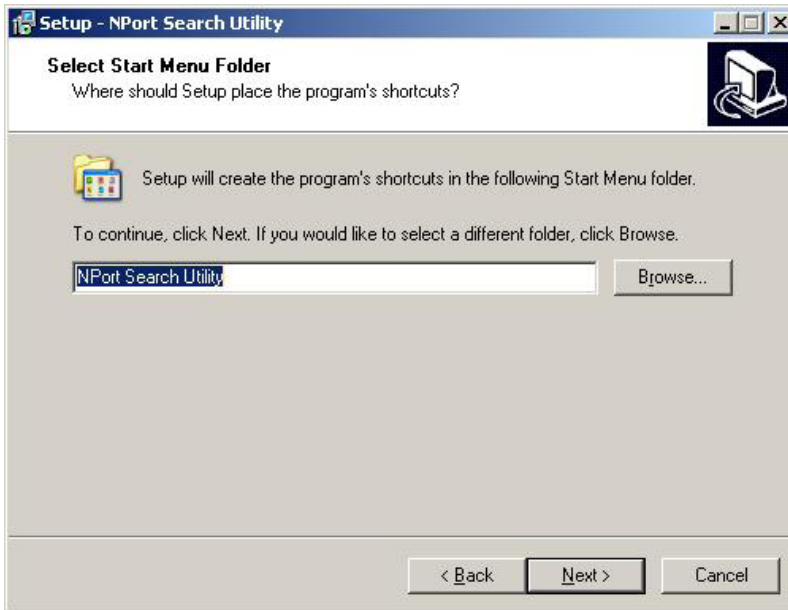 Setup - NPort Search Utility
Select Start Menu Folder
Where should Setup place the program's shortcuts?
Setup will create the program's shortcuts in the following Start Menu folder.
To continue, click Next. If you would like to select a different folder, click Browse.
NPort Search Utility
Browse...
< Back
Next >
Cancel